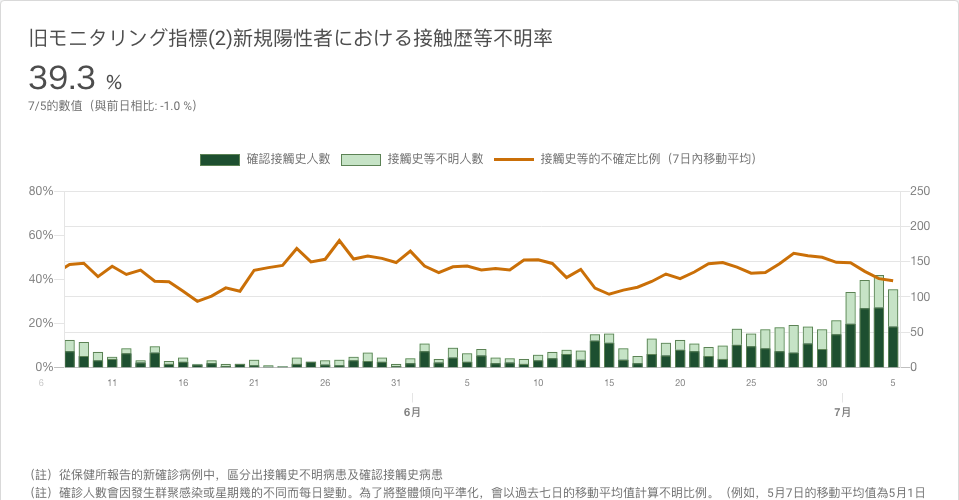 旧モニタリング指標(2)新規陽性者における接触歴等不明率
39.3 %
7/5的數值（與前日相比: -1.0 %）
確認接觸史人數 接觸史等不明人數 接觸史等的不確定比例（7日內移動平均）
80% 250
200
60%
150
40%
100
20%
50
0% 0
6 11 16 21 26 31 5 10 15 20 25 30 5
6月 7月
（註）從保健所報告的新確診病例中，區分出接觸史不明病患及確認接觸史病患
（註）確診人數會因發生群聚感染或星期幾的不同而每日變動。為了將整體傾向平準化，會以過去七日的移動平均值計算不明比例。（例如，5月7日的移動平均值為5月1日